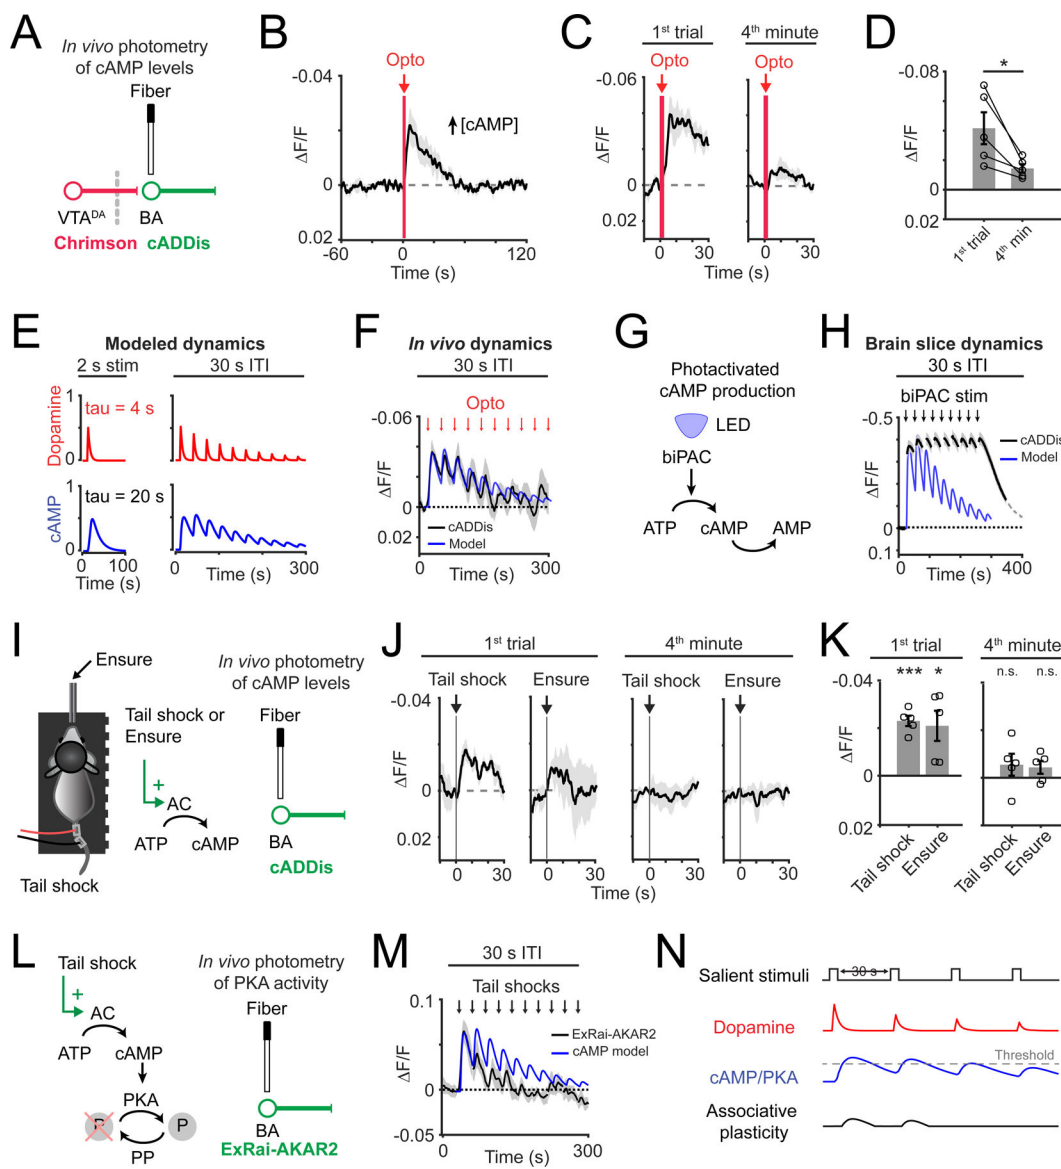 A
In vivo photometry
of cAMP levels
Fiber
VTA^DA
BA
Chrimson cADDis
B
Opto
-0.04
[cAMP]
ΔF/F
0
0.02
-60 0 120
Time (s)
C
1st trial
4th minute
Opto
Opto
-0.06
ΔF/F
0
0.03
0 30
0 30
Time (s)
D
-0.08
*
ΔF/F
0
0.02
1st trial
4th min
E
Modeled dynamics
2 s stim
30 s ITI
Dopamine
1
tau = 4 s
0
cAMP
1
tau = 20 s
0
0 100
0 300
Time (s)
Time (s)
F
In vivo dynamics
30 s ITI
-0.06
Opto
ΔF/F
0
cADDis
Model
0.02
0 300
Time (s)
G
Photactivated
cAMP production
LED
biPAC
ATP cAMP AMP
H
Brain slice dynamics
30 s ITI
biPAC stim
-0.5
cADDis
Model
ΔF/F
0
0.1
0 400
Time (s)
I
Ensure
In vivo photometry
of cAMP levels
Tail shock or
Ensure
Fiber
+
AC
ATP cAMP
BA
cADDis
Tail shock
J
1st trial
4th minute
Tail shock
Ensure
Tail shock
Ensure
-0.04
ΔF/F
0
0.02
0 30
0 30
0 30
0 30
Time (s)
K
1st trial
4th minute
-0.04
*** *
n.s. n.s.
ΔF/F
0
0.02
Tail shock
Ensure
Tail shock
Ensure
L
Tail shock
In vivo photometry
of PKA activity
+
AC
Fiber
ATP cAMP
PKA
P P
PP
BA
ExRai-AKAR2
M
30 s ITI
Tail shocks
0.1
ExRai-AKAR2
cAMP model
ΔF/F
0
-0.05
0 300
Time (s)
N
Salient stimuli
30 s
Dopamine
Threshold
cAMP/PKA
Associative
plasticity